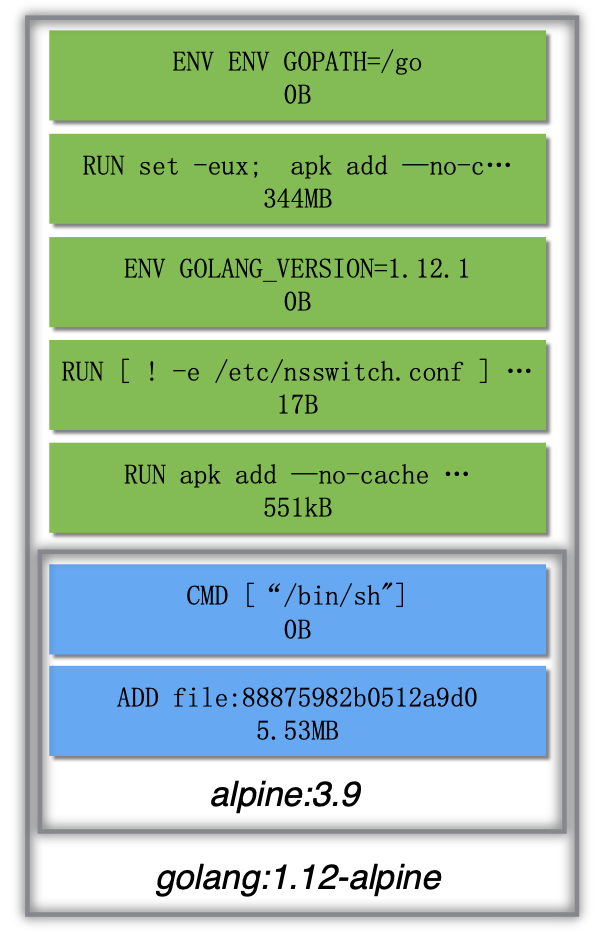 ENV ENV GOPATH=/go
0B
RUN set -eux;  apk add —no-c…
344MB
ENV GOLANG_VERSION=1.12.1
0B
RUN [ ! -e /etc/nsswitch.conf ] …
17B
RUN apk add —no-cache …
551kB
CMD [ “/bin/sh"]
0B
ADD file:88875982b0512a9d0
5.53MB
alpine:3.9
golang:1.12-alpine